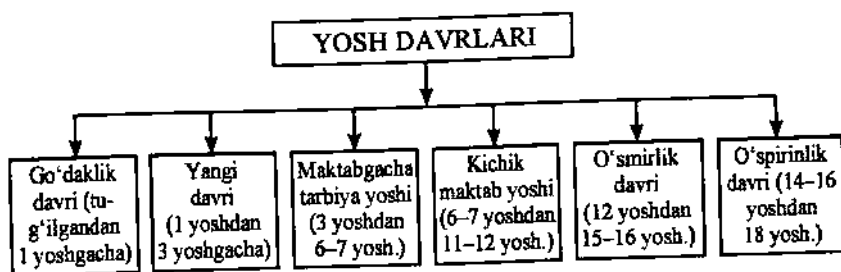 YOSH DAVRLARI
Go‘daklik
davri (tu-
g‘ilgandan
1 yoshgacha)
Yangi
davri
(1 yoshdan
3 yoshgacha)
Maktabgacha
tarbiya yoshi
(3 yoshdan
6–7 yosh.)
Kichik
maktab yoshi
(6–7 yoshdan
11–12 yosh.)
O‘smirlik
davri
(12 yoshdan
15–16 yosh.)
O‘spirinlik
davri (14–16
yoshdan
18 yosh.)